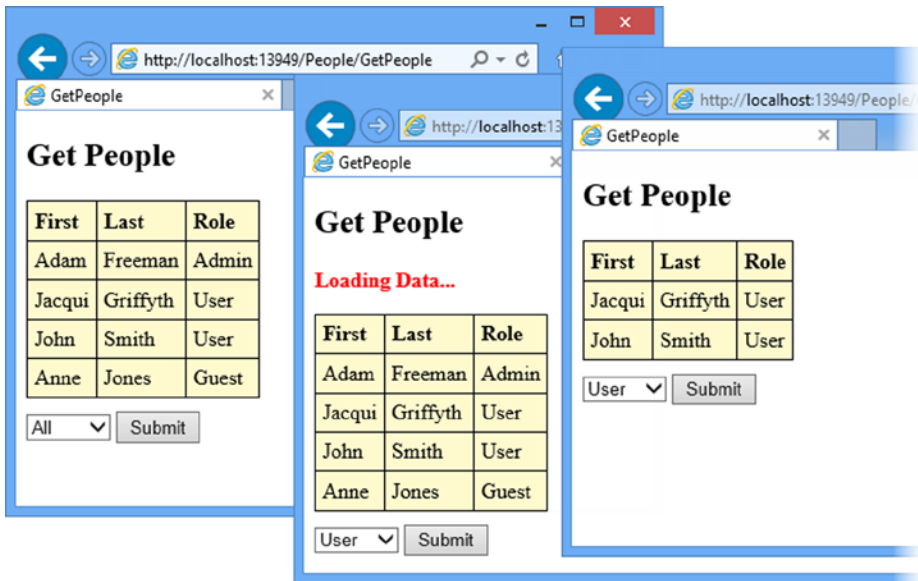 http://localhost:13949/People/GetPeople
GetPeople
Get People
First Last Role
Adam Freeman Admin
Jacqui Griffyth User
John Smith User
Anne Jones Guest
All Submit
http://localhost:13
GetPeople
Get People
Loading Data...
First Last Role
Adam Freeman Admin
Jacqui Griffyth User
John Smith User
Anne Jones Guest
User Submit
http://localhost:13949/People/
GetPeople
Get People
First Last Role
Jacqui Griffyth User
John Smith User
User Submit